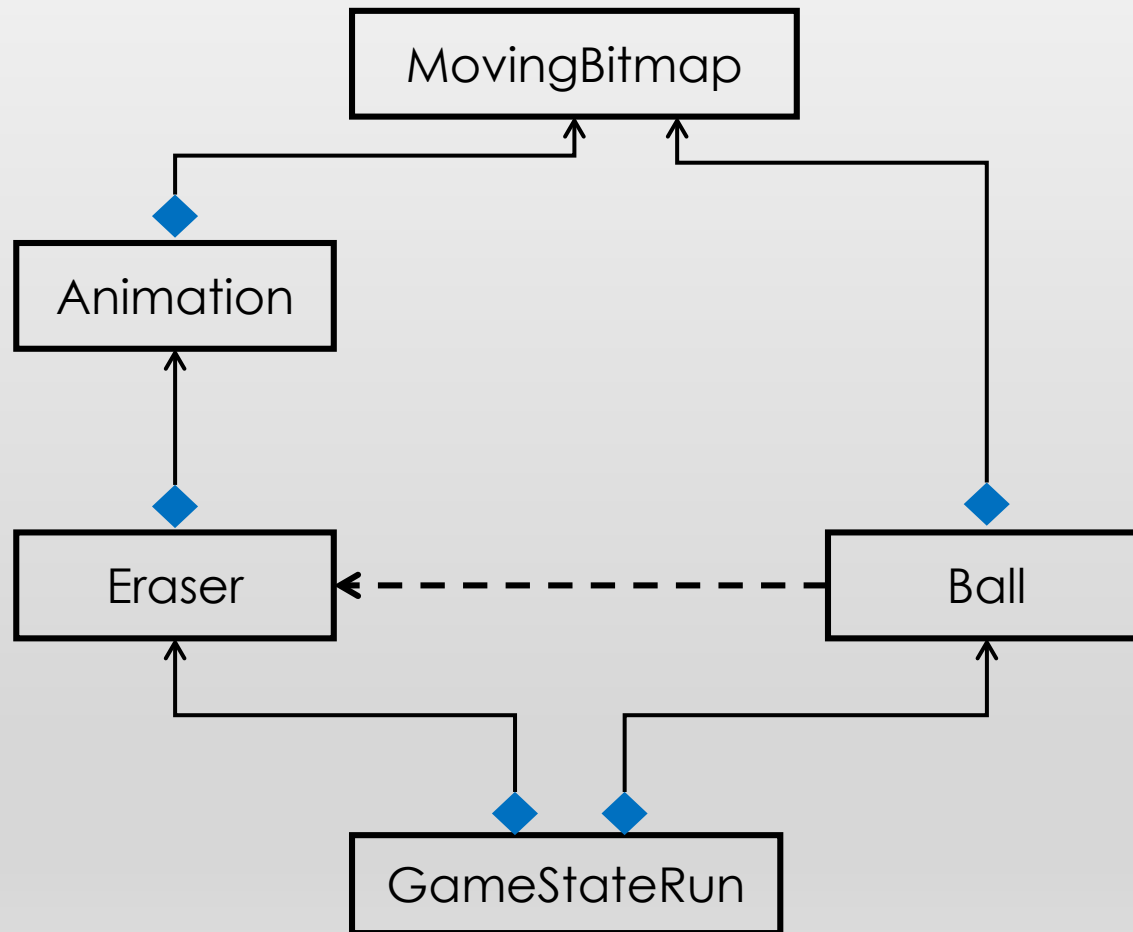 MovingBitmap
Animation
Eraser
Ball
GameStateRun